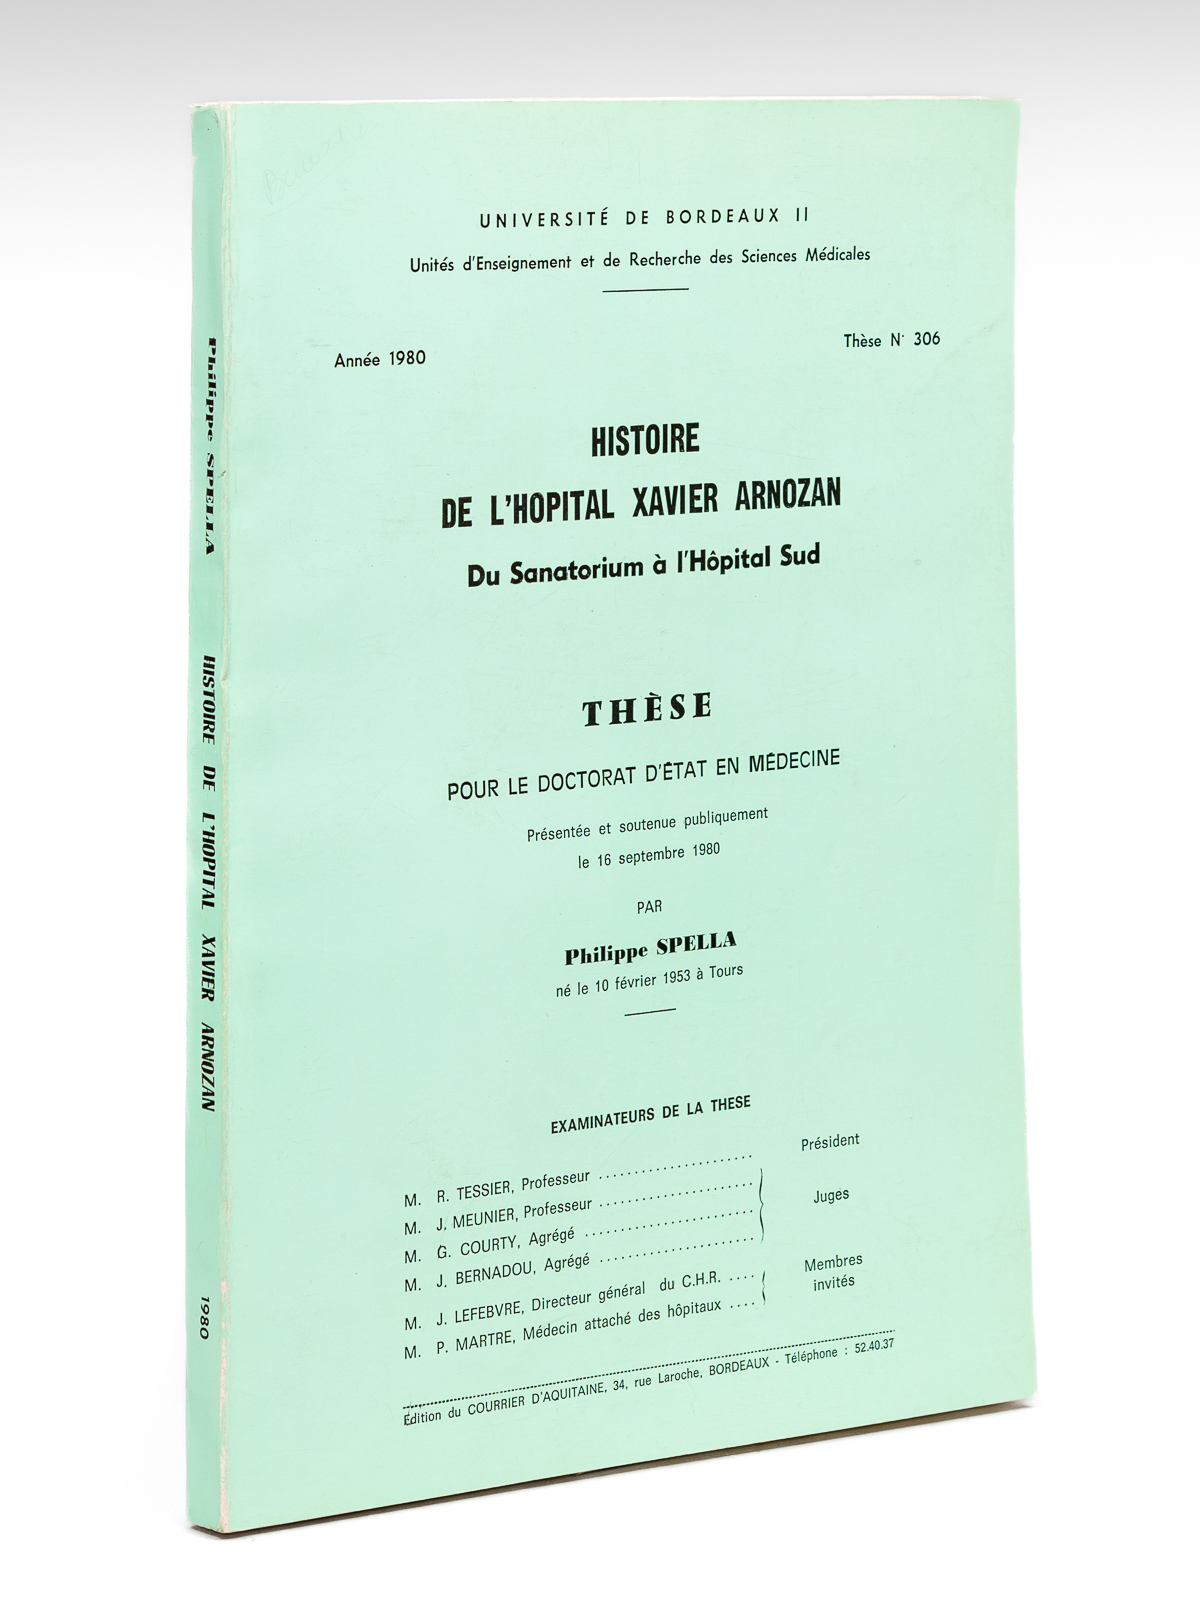 UNIVERSITÉ DE BORDEAUX II
Unités d'Enseignement et de Recherche des Sciences Médicales
Année 1980
Thèse N° 306
HISTOIRE
DE L'HOPITAL XAVIER ARNOZAN
Du Sanatorium à l'Hôpital Sud
THÈSE
POUR LE DOCTORAT D'ÉTAT EN MÉDECINE
Présentée et soutenue publiquement
le 16 septembre 1980
PAR
Philippe SPELLA
né le 10 février 1953 à Tours
EXAMINATEURS DE LA THESE
M. R. TESSIER, Professeur ...................... Président
M. J. MEUNIER, Professeur ......................
M. G. COURTY, Agrégé ........................ Juges
M. J. BERNADOU, Agrégé ......................
M. J. LEFEBVRE, Directeur général du C.H.R. .... Membres
M. P. MARTRE, Médecin attaché des hôpitaux .... invités
Édition du COURRIER D'AQUITAINE, 34, rue Laroche, BORDEAUX - Téléphone : 52.40.37
Philippe SPELLA HISTOIRE DE L'HOPITAL XAVIER ARNOZAN 1980